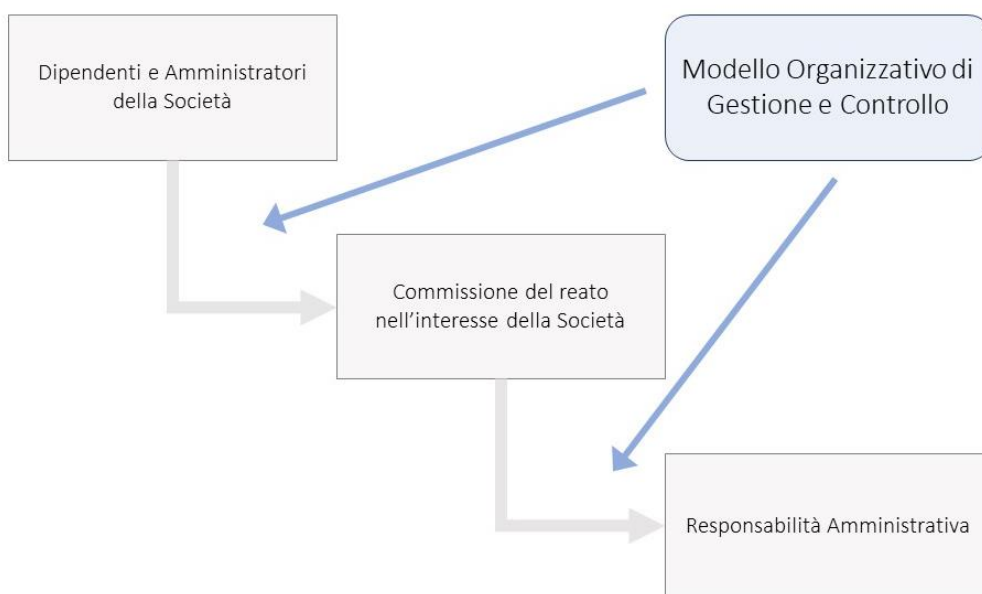 Dipendenti e Amministratori
della Società
Modello Organizzativo di
Gestione e Controllo
Commissione del reato
nell’interesse della Società
Responsabilità Amministrativa